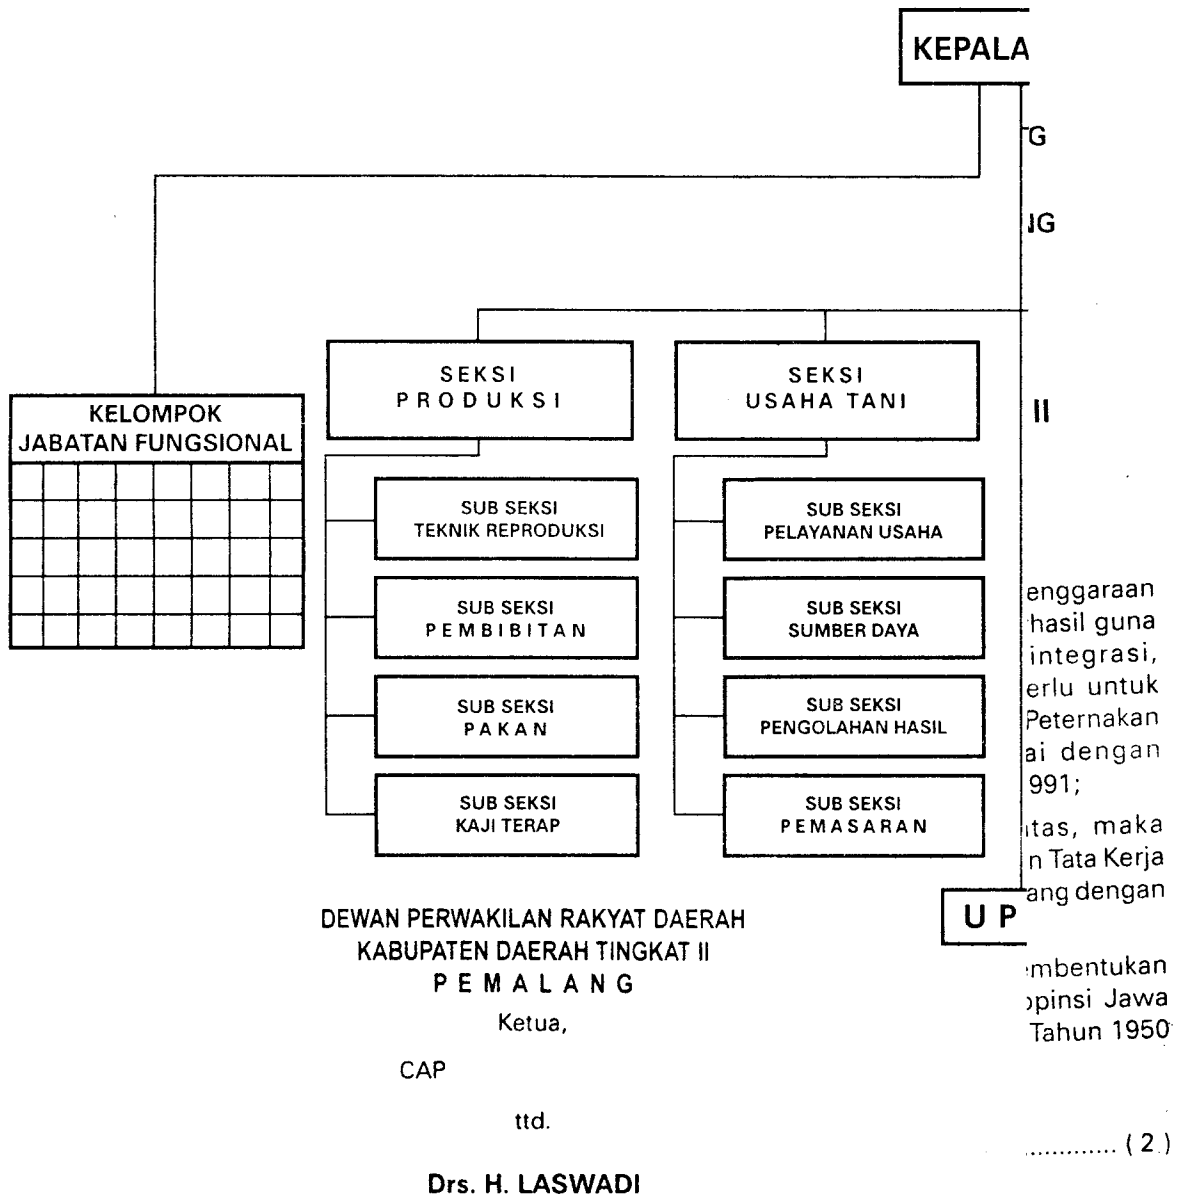 KEPALA
KELOMPOK
JABATAN FUNGSIONAL
SEKSI
PRODUKSI
SUB SEKSI
TEKNIK REPRODUKSI
SUB SEKSI
PEMBIBITAN
SUB SEKSI
PAKAN
SUB SEKSI
KAJI TERAP
SEKSI
USAHA TANI
SUB SEKSI
PELAYANAN USAHA
SUB SEKSI
SUMBER DAYA
SUB SEKSI
PENGOLAHAN HASIL
SUB SEKSI
PEMASARAN
U P
DEWAN PERWAKILAN RAKYAT DAERAH
KABUPATEN DAERAH TINGKAT II
PEMALANG
Ketua,
CAP
ttd.
Drs. H. LASWADI
G
NG
II
enggaraan
hasil guna
integrasi,
erlu untuk
Peternakan
ai dengan
991;
itas, maka
n Tata Kerja
ang dengan
mbentukan
opinsi Jawa
Tahun 1950
.............. ( 2 )